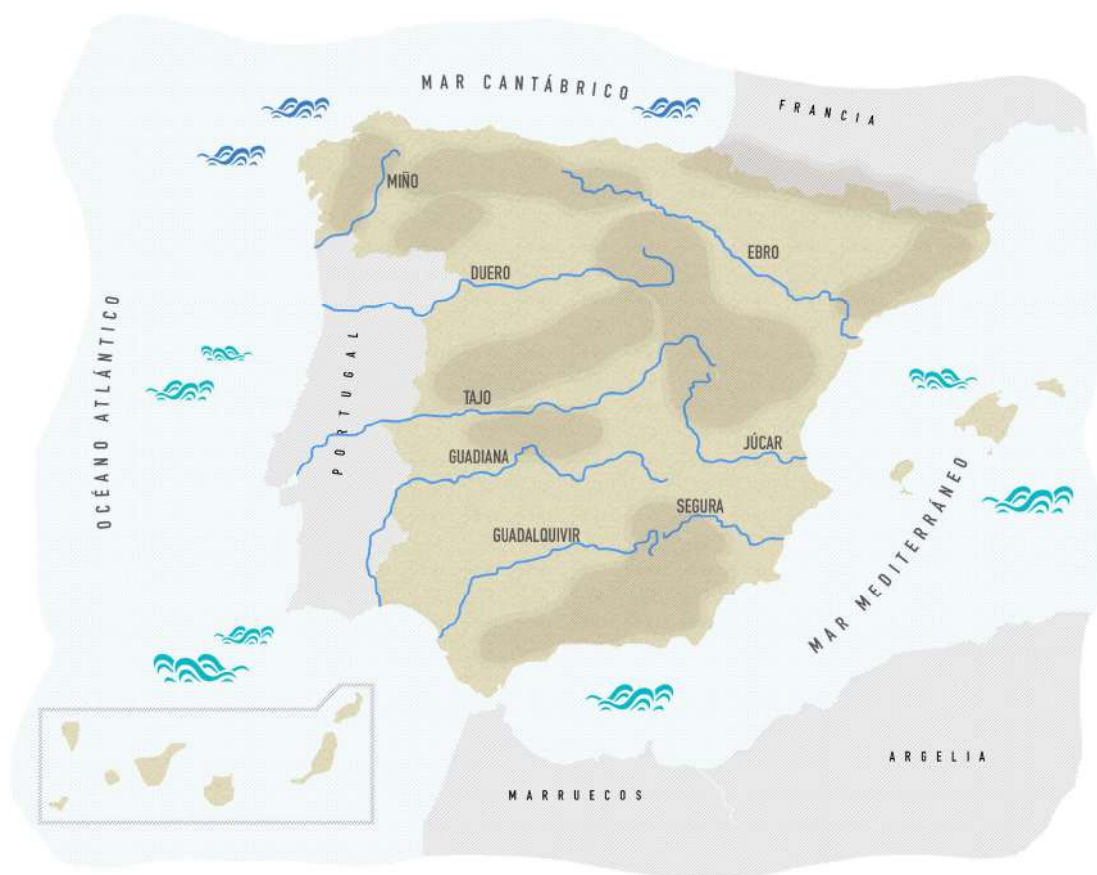 MAR CANTÁBRICO
FRANCIA
MIÑO
EBRO
DUERO
OCÉANO ATLÁNTICO
PORTUGAL
TAJO
JÚCAR
GUADIANA
SEGURA
GUADALQUIVIR
MAR MEDITERRÁNEO
ARGELIA
MARRUECOS